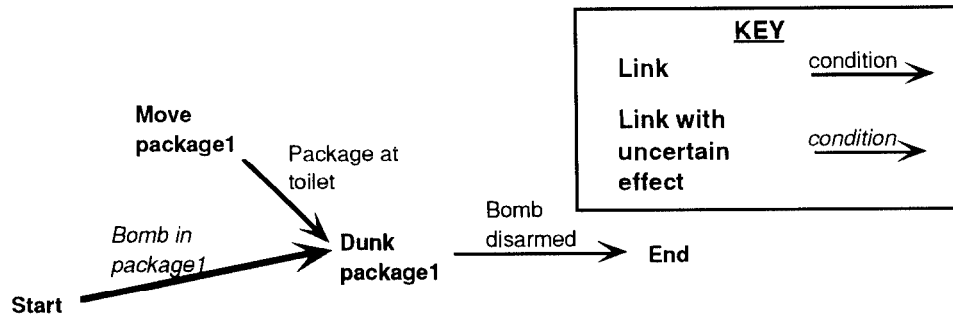 KEY
Link
condition
Link with
uncertain
effect
condition
Move
package1
Package at
toilet
Bomb in
package1
Dunk
package1
Bomb
disarmed
End
Start